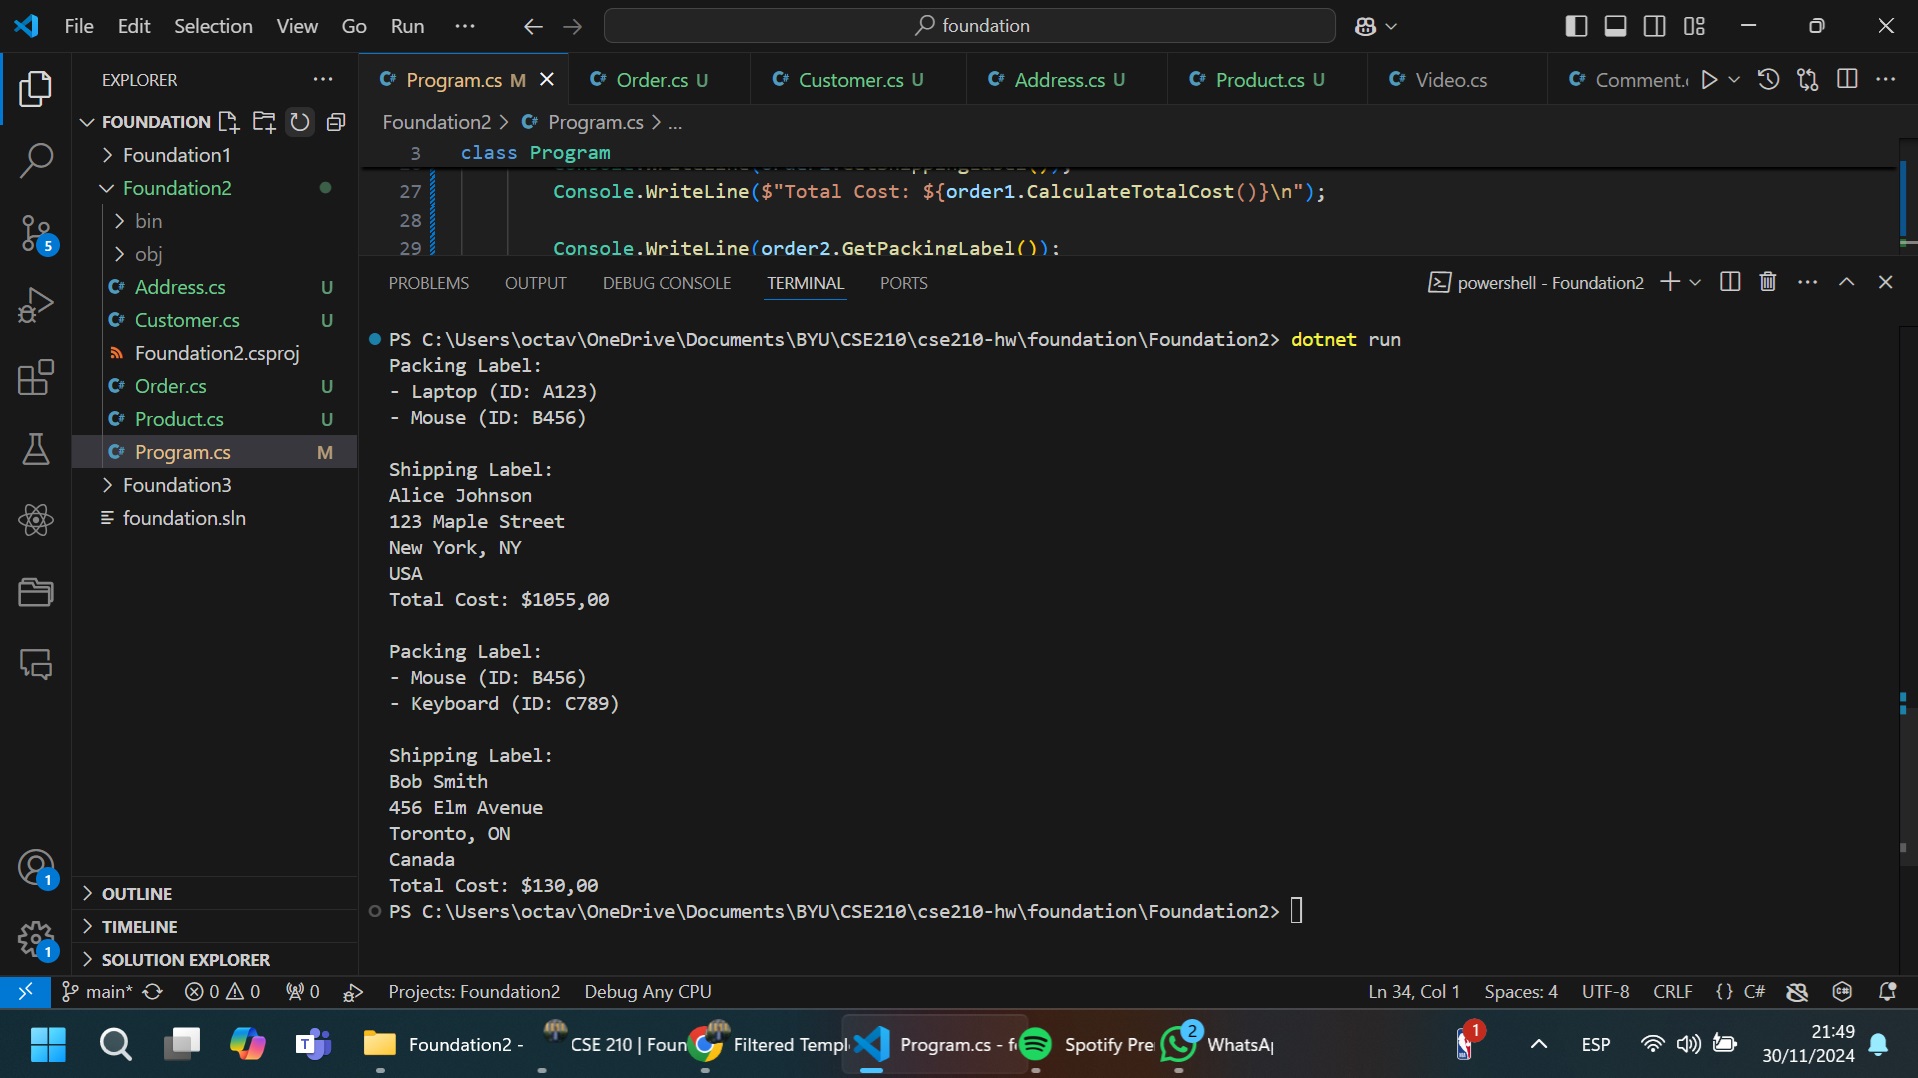 File Edit Selection View Go Run ··· foundation
EXPLORER ···
FOUNDATION
Foundation1
Foundation2
bin
obj
Address.cs U
Customer.cs U
Foundation2.csproj
Order.cs U
Product.cs U
Program.cs M
Foundation3
foundation.sln
OUTLINE
TIMELINE
SOLUTION EXPLORER
Program.cs M Order.cs U Customer.cs U Address.cs U Product.cs U Video.cs Comment.c
Foundation2 > Program.cs > ...
3 class Program
27 Console.WriteLine($"Total Cost: ${order1.CalculateTotalCost()}\n");
28
29 Console.WriteLine(order2.GetPackingLabel());
PROBLEMS OUTPUT DEBUG CONSOLE TERMINAL PORTS powershell - Foundation2
PS C:\Users\octav\OneDrive\Documents\BYU\CSE210\cse210-hw\foundation\Foundation2> dotnet run
Packing Label:
- Laptop (ID: A123)
- Mouse (ID: B456)
Shipping Label:
Alice Johnson
123 Maple Street
New York, NY
USA
Total Cost: $1055,00
Packing Label:
- Mouse (ID: B456)
- Keyboard (ID: C789)
Shipping Label:
Bob Smith
456 Elm Avenue
Toronto, ON
Canada
Total Cost: $130,00
PS C:\Users\octav\OneDrive\Documents\BYU\CSE210\cse210-hw\foundation\Foundation2>
5
1
1
main* 0 0 0 Projects: Foundation2 Debug Any CPU Ln 34, Col 1 Spaces: 4 UTF-8 CRLF {} C#
Foundation2 - CSE 210 | Foun Filtered Templ Program.cs - f Spotify Pre 2 WhatsA 1 ESP
21:49
30/11/2024